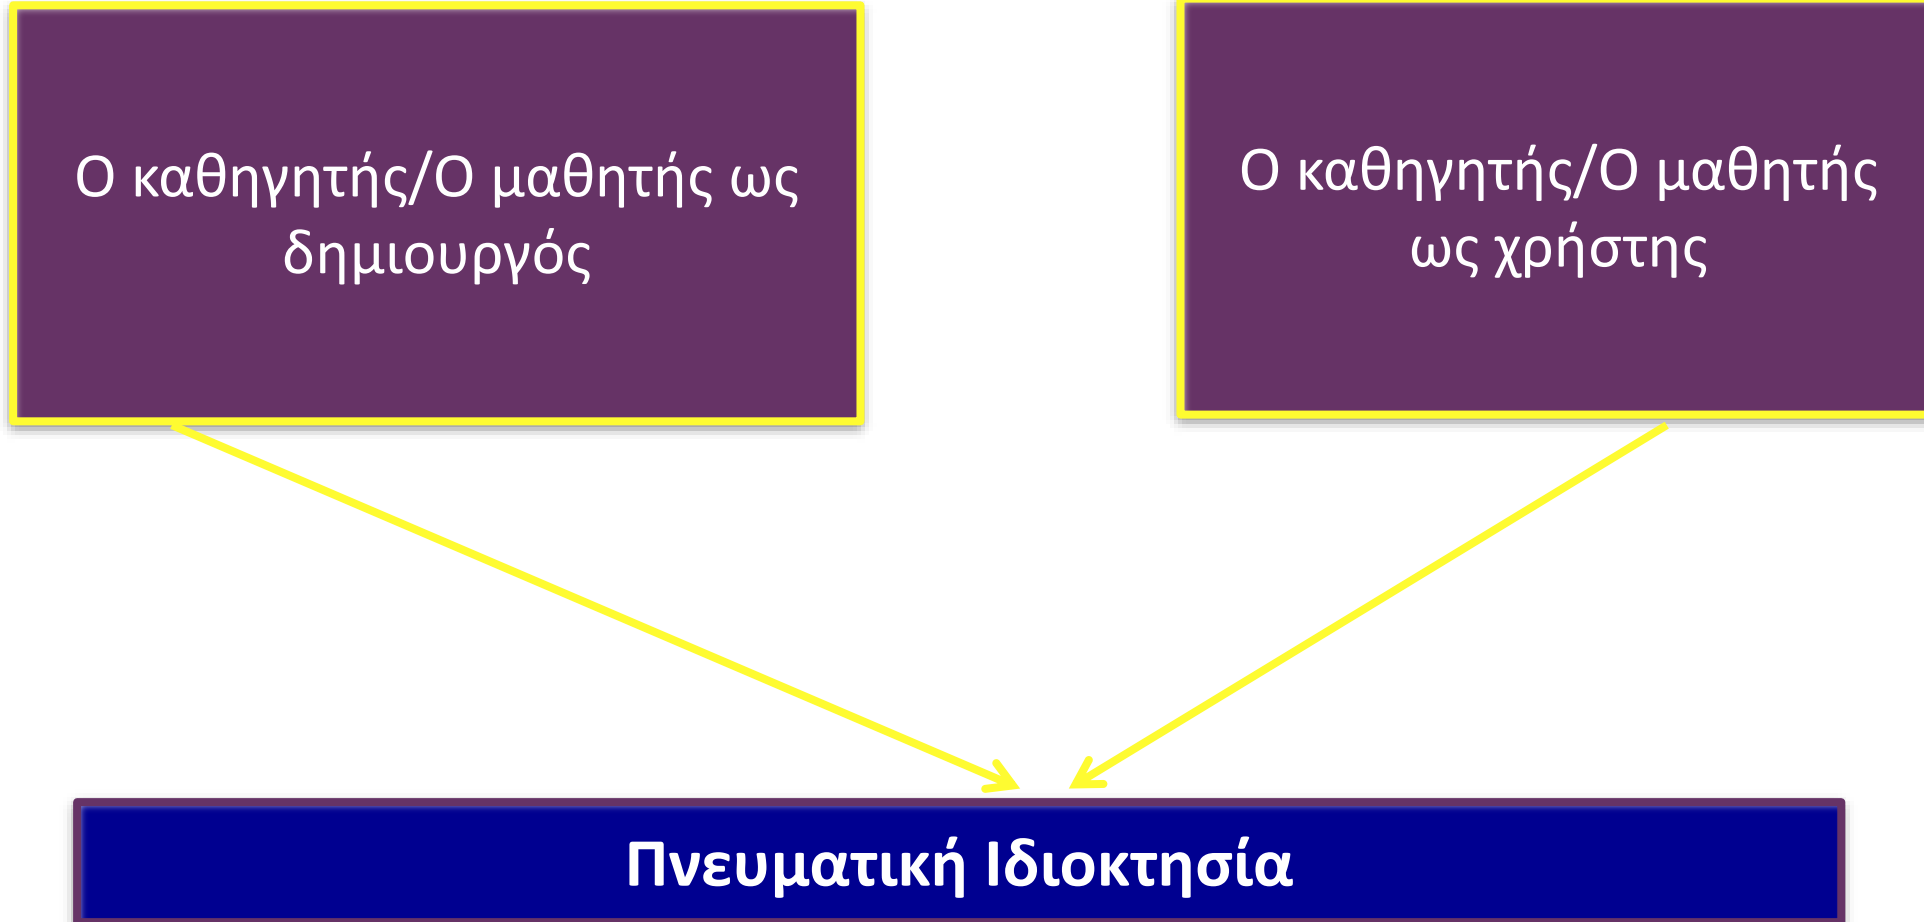 Ο καθηγητής/Ο μαθητής ως
δημιουργός
Ο καθηγητής/Ο μαθητής
ως χρήστης
Πνευματική Ιδιοκτησία